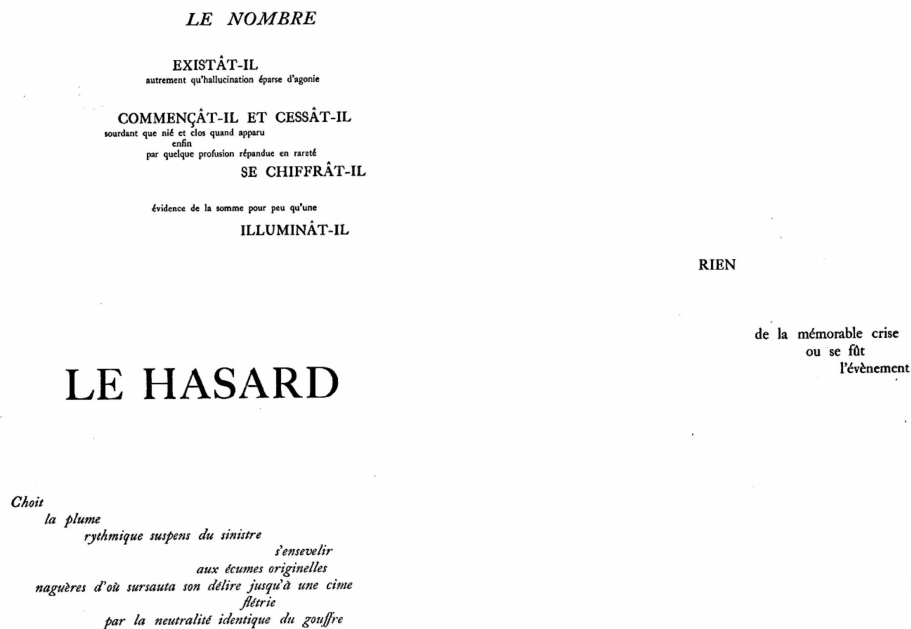 LE NOMBRE
EXISTÂT-IL
autrement qu'hallucination éparse d'agonie
COMMENÇÂT-IL ET CESSÂT-IL
sourdant que nié et clos quand apparu
enfin
par quelque profusion répandue en rareté
SE CHIFFRÂT-IL
évidence de la somme pour peu qu'une
ILLUMINÂT-IL
LE HASARD
Choit
la plume
rythmique suspens du sinistre
s'ensevelir
aux écumes originelles
naguères d'où sursauta son délire jusqu'à une cime
flétrie
par la neutralité identique du gouffre
RIEN
de la mémorable crise
ou se fût
l'évènement